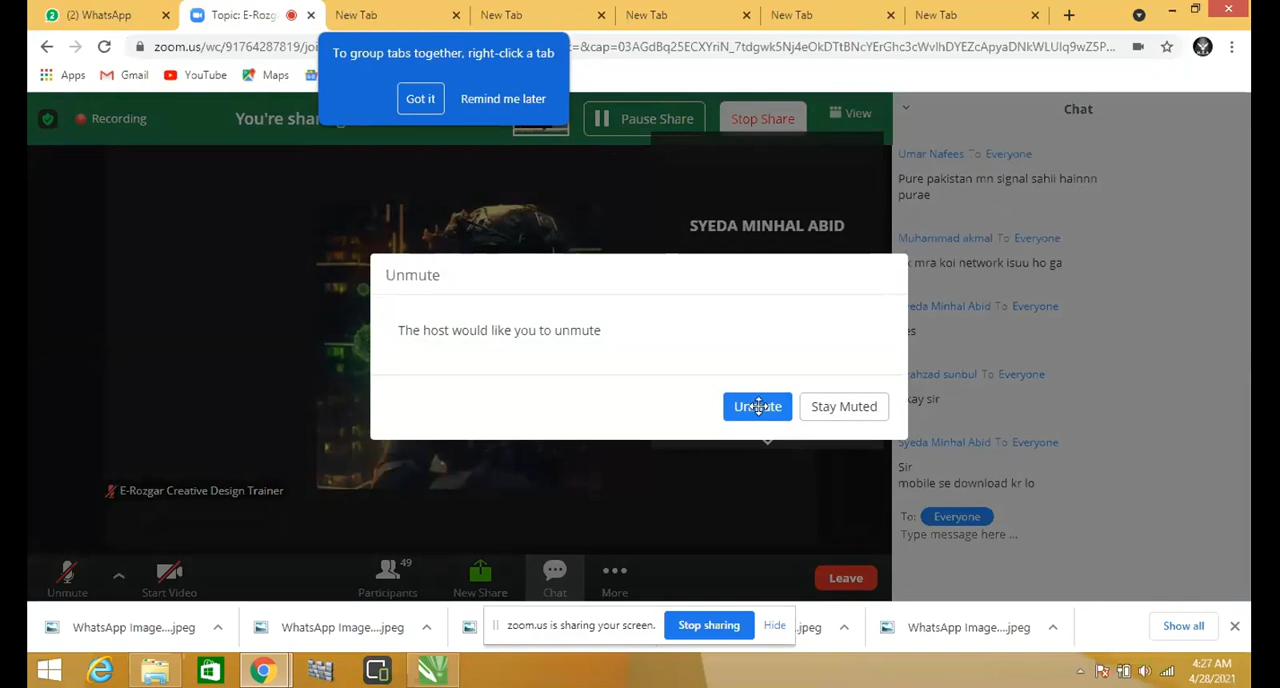 (2) WhatsApp
Topic: E-Rozg
New Tab
New Tab
New Tab
New Tab
New Tab
zoom.us/wc/91764287819/joi
=&cap=03AGdBq25ECXYriN_7tdgwk5Nj4eOkDTtBNcYErGhc3cWvlhDYEZcApyaDNkWLUlq9wZ5P...
To group tabs together, right-click a tab
Got it
Remind me later
Apps
Gmail
YouTube
Maps
Recording
You're shar
Pause Share
Stop Share
View
Chat
Umar Nafees To Everyone
Pure pakistan mn signal sahii hainnn
purae
SYEDA MINHAL ABID
Muhammad akmal To Everyone
mra koi network isuu ho ga
Unmute
The host would like you to unmute
Unmute
Stay Muted
yeda Minhal Abid To Everyone
es
ahzad sunbul To Everyone
kay sir
Syeda Minhal Abid To Everyone
Sir
mobile se download kr lo
To: Everyone
Type message here ...
E-Rozgar Creative Design Trainer
Unmute
Start Video
49
Participants
New Share
Chat
More
Leave
WhatsApp Image....jpeg
WhatsApp Image....jpeg
zoom.us is sharing your screen.
Stop sharing
Hide
.jpeg
WhatsApp Image....jpeg
Show all
4:27 AM
4/28/2021